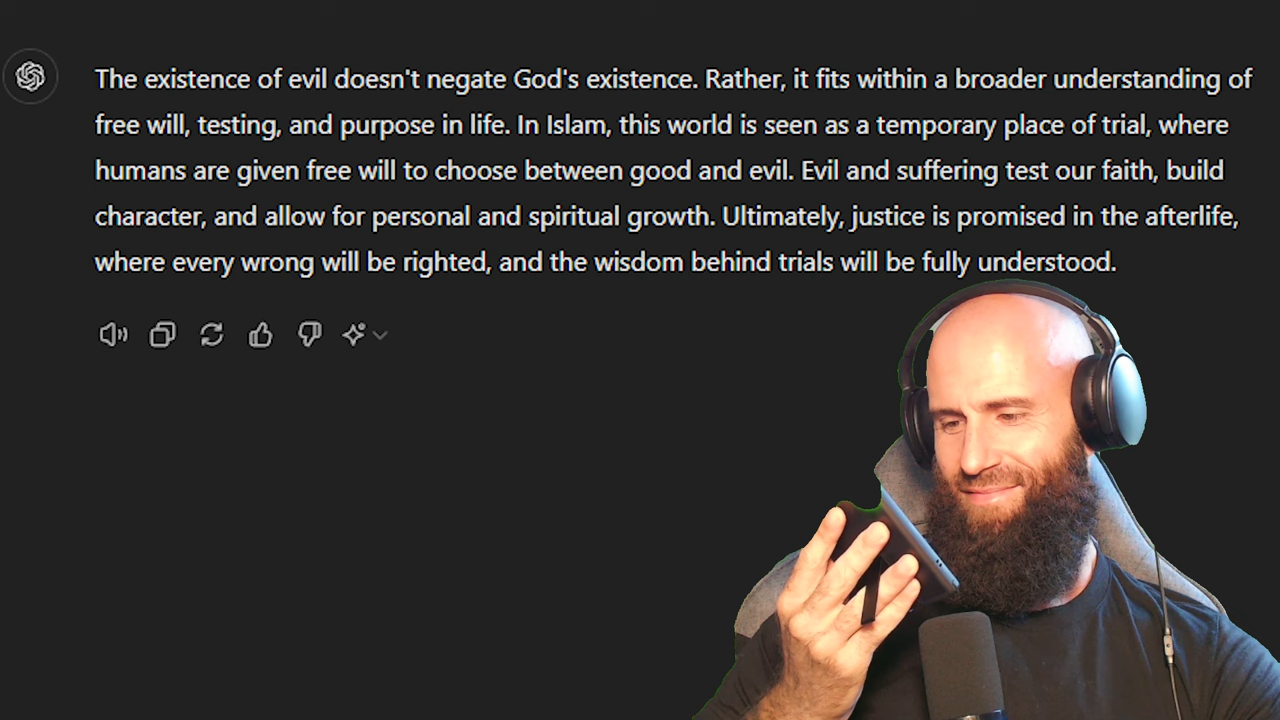 The existence of evil doesn't negate God's existence. Rather, it fits within a broader understanding of
free will, testing, and purpose in life. In Islam, this world is seen as a temporary place of trial, where
humans are given free will to choose between good and evil. Evil and suffering test our faith, build
character, and allow for personal and spiritual growth. Ultimately, justice is promised in the afterlife,
where every wrong will be righted, and the wisdom behind trials will be fully understood.